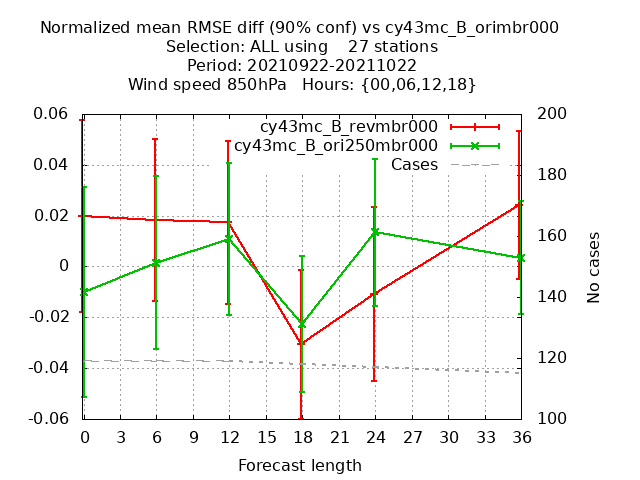 Normalized mean RMSE diff (90% conf) vs cy43mc_B_orimbr000
Selection: ALL using    27 stations
Period: 20210922-20211022
Wind speed 850hPa   Hours: {00,06,12,18}
cy43mc_B_revmbr000
cy43mc_B_ori250mbr000
Cases
0.06
0.04
0.02
0
-0.02
-0.04
-0.06
200
180
160
140
120
100
No cases
0 3 6 9 12 15 18 21 24 27 30 33 36
Forecast length